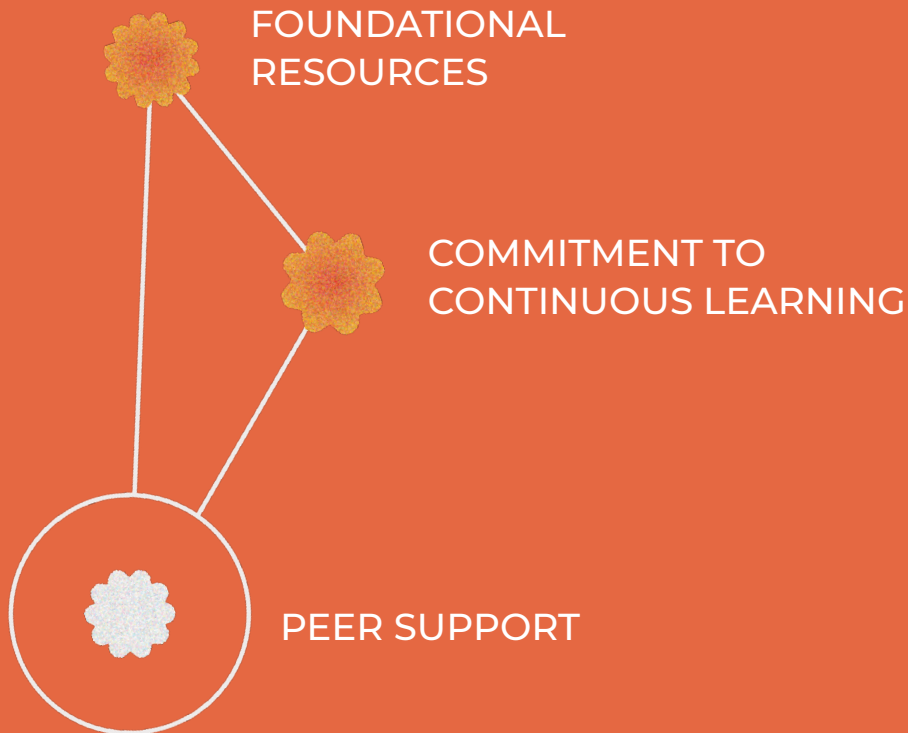 FOUNDATIONAL
RESOURCES
COMMITMENT TO
CONTINUOUS LEARNING
PEER SUPPORT